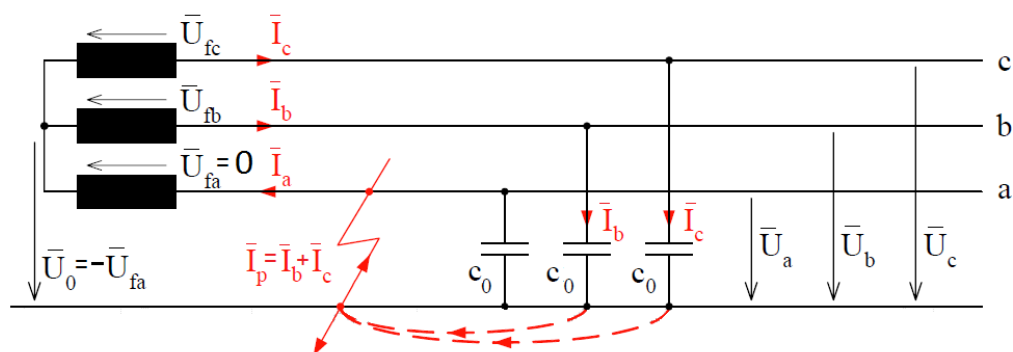 Ū_fc Ī_c c
Ū_fb Ī_b b
Ū_fa = 0 Ī_a a
Ū_0 = -Ū_fa Ī_p = Ī_b + Ī_c c_0 Ī_b c_0 Ī_c c_0 Ū_a Ū_b Ū_c